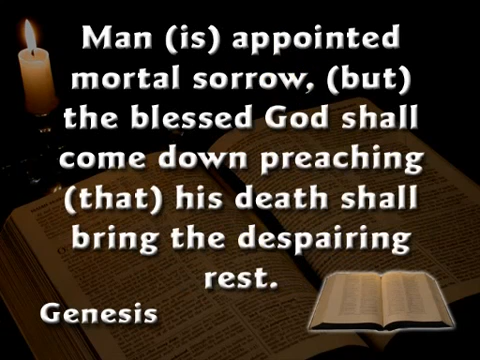 Man (is) appointed
mortal sorrow, (but)
the blessed God shall
come down preaching
(that) his death shall
bring the despairing
rest.
Genesis